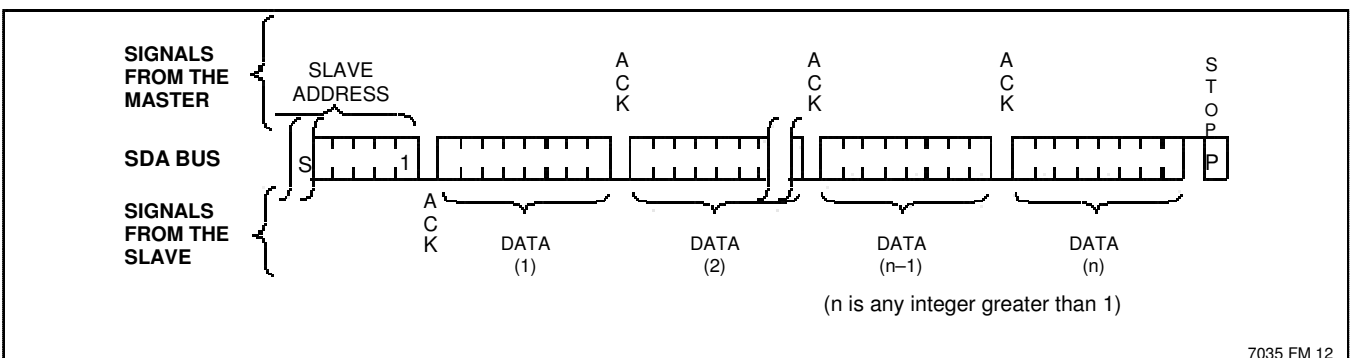 SIGNALS
FROM THE
MASTER
SLAVE
ADDRESS
A
C
K
A
C
K
A
C
K
S
T
O
P
SDA BUS
S
1
P
SIGNALS
FROM THE
SLAVE
A
C
K
DATA
(1)
DATA
(2)
DATA
(n–1)
DATA
(n)
(n is any integer greater than 1)
7035 FM 12